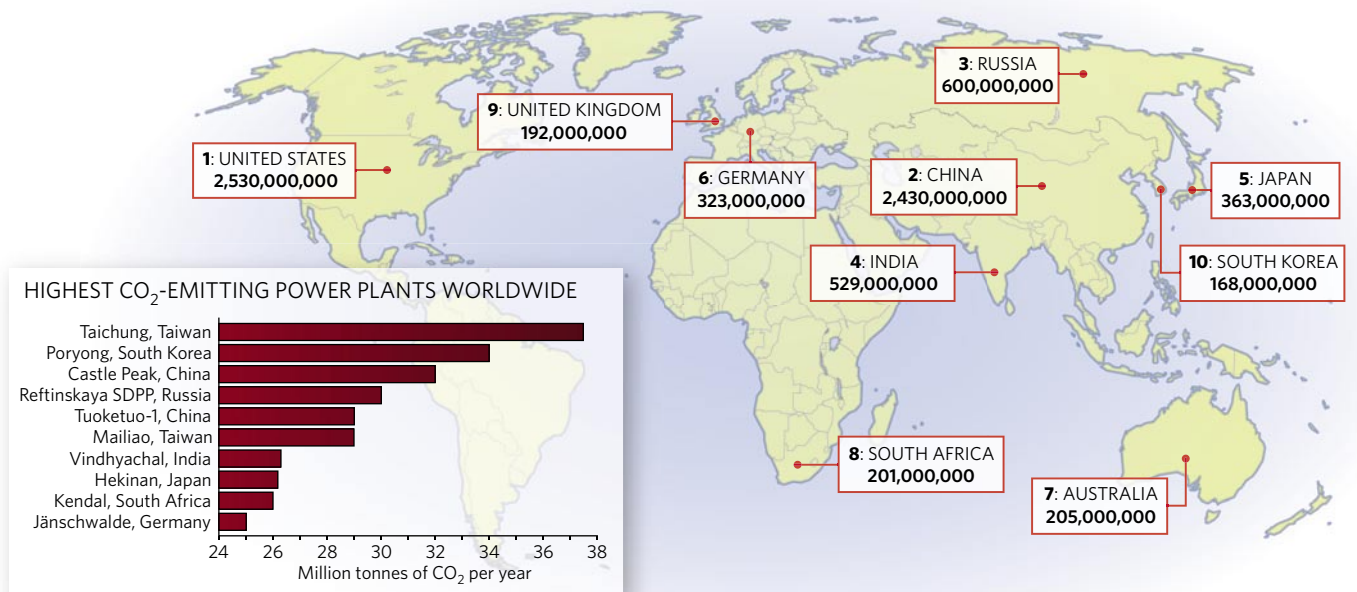 3: RUSSIA
600,000,000
9: UNITED KINGDOM
192,000,000
1: UNITED STATES
2,530,000,000
6: GERMANY
323,000,000
2: CHINA
2,430,000,000
5: JAPAN
363,000,000
4: INDIA
529,000,000
10: SOUTH KOREA
168,000,000
8: SOUTH AFRICA
201,000,000
7: AUSTRALIA
205,000,000
HIGHEST CO₂-EMITTING POWER PLANTS WORLDWIDE
Taichung, Taiwan
Poryong, South Korea
Castle Peak, China
Reftinskaya SDPP, Russia
Tuoketuo-1, China
Mailiao, Taiwan
Vindhyachal, India
Hekinan, Japan
Kendal, South Africa
Jänschwalde, Germany
24 26 28 30 32 34 36 38
Million tonnes of CO₂ per year